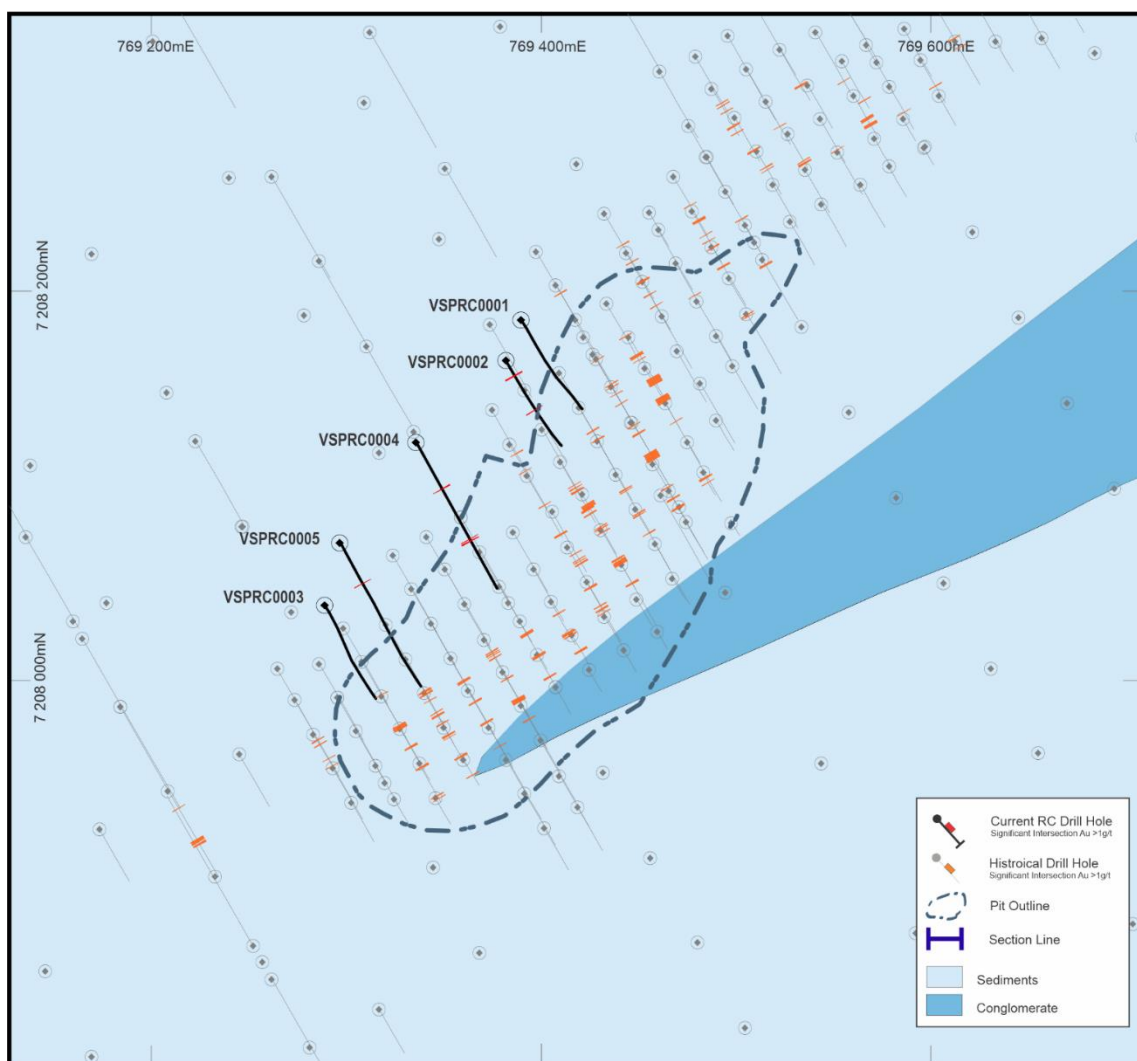 769 200mE
769 400mE
769 600mE
7 208 200mN
VSPRC0001
VSPRC0002
VSPRC0004
VSPRC0005
VSPRC0003
7 208 000mN
Current RC Drill Hole
Significant Intersection Au >1g/t
Histroical Drill Hole
Significant Intersection Au >1g/t
Pit Outline
Section Line
Sediments
Conglomerate